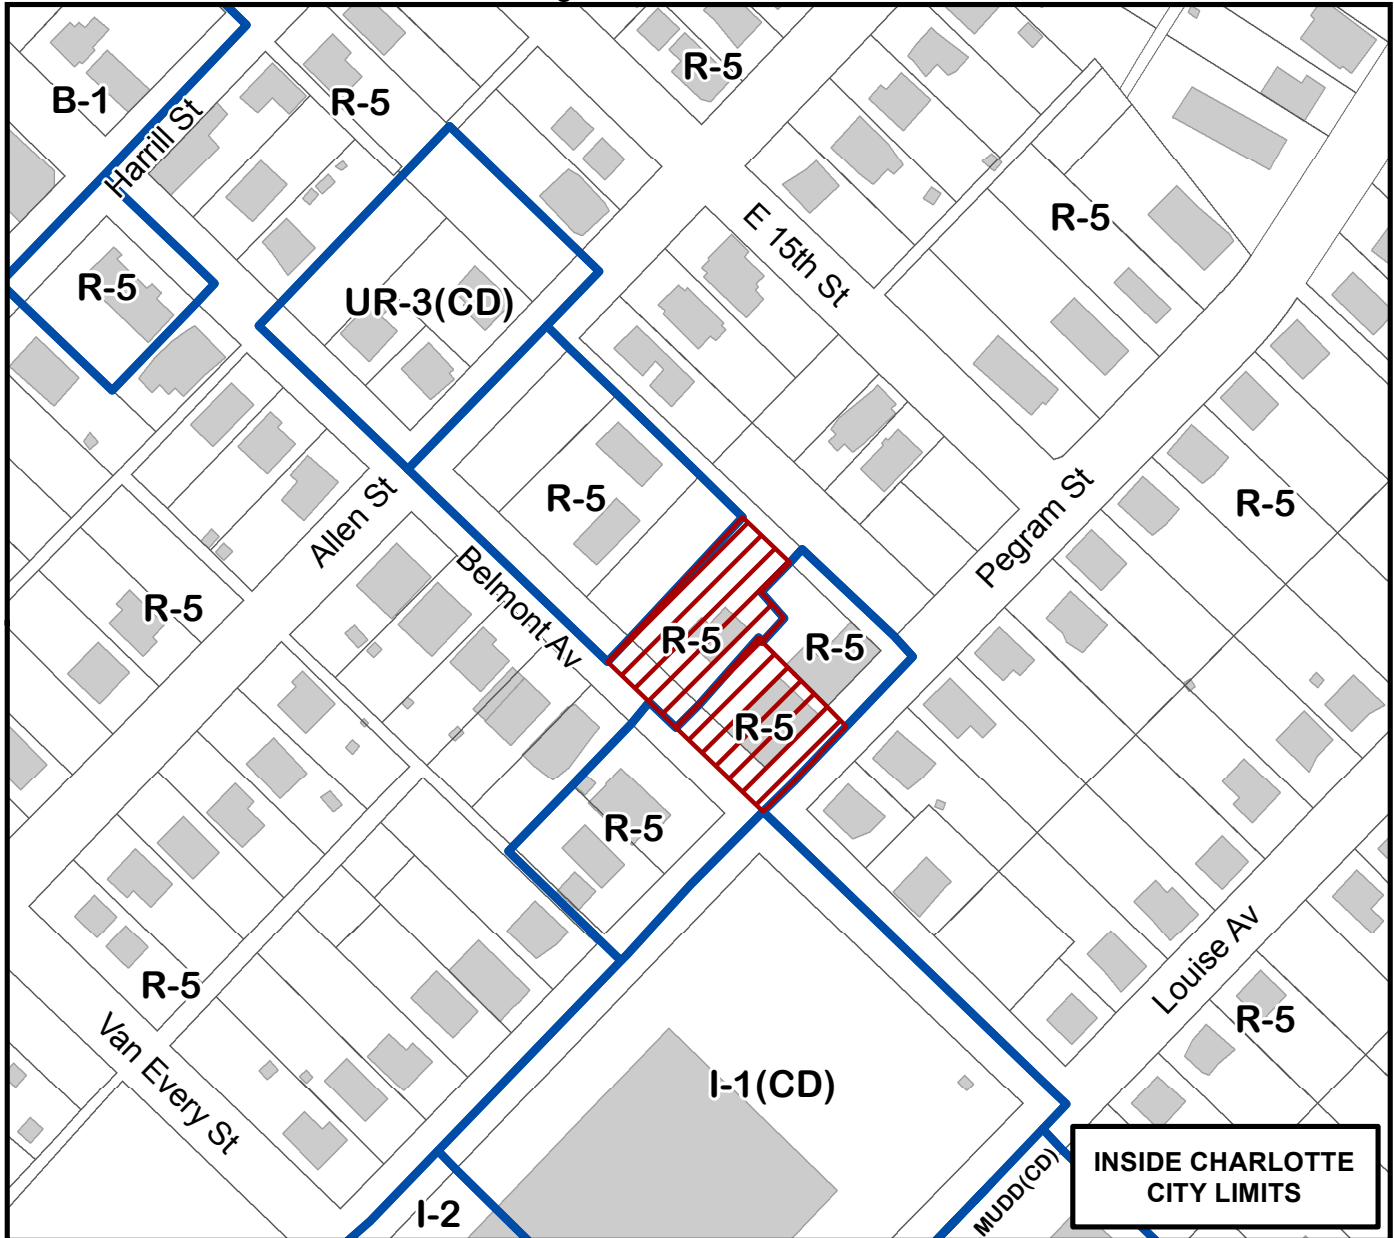 R-5
B-1
R-5
Harrill St
E 15th St
R-5
R-5
UR-3(CD)
R-5
R-5
Allen St
Pegram St
Belmont Av
R-5
R-5
R-5
R-5
R-5
Louise Av
R-5
R-5
Van Every St
I-1(CD)
INSIDE CHARLOTTE
CITY LIMITS
MUDD(CD)
I-2